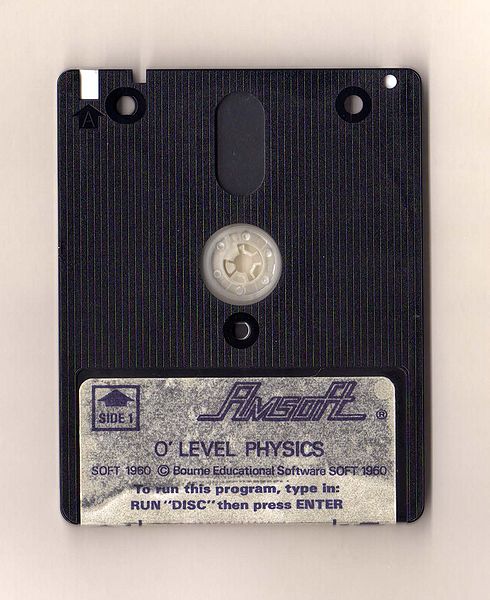 A
SIDE 1
Amsoft ®
O' LEVEL PHYSICS
SOFT 1960 © Bourne Educational Software SOFT 1960
To run this program, type in:
RUN "DISC" then press ENTER